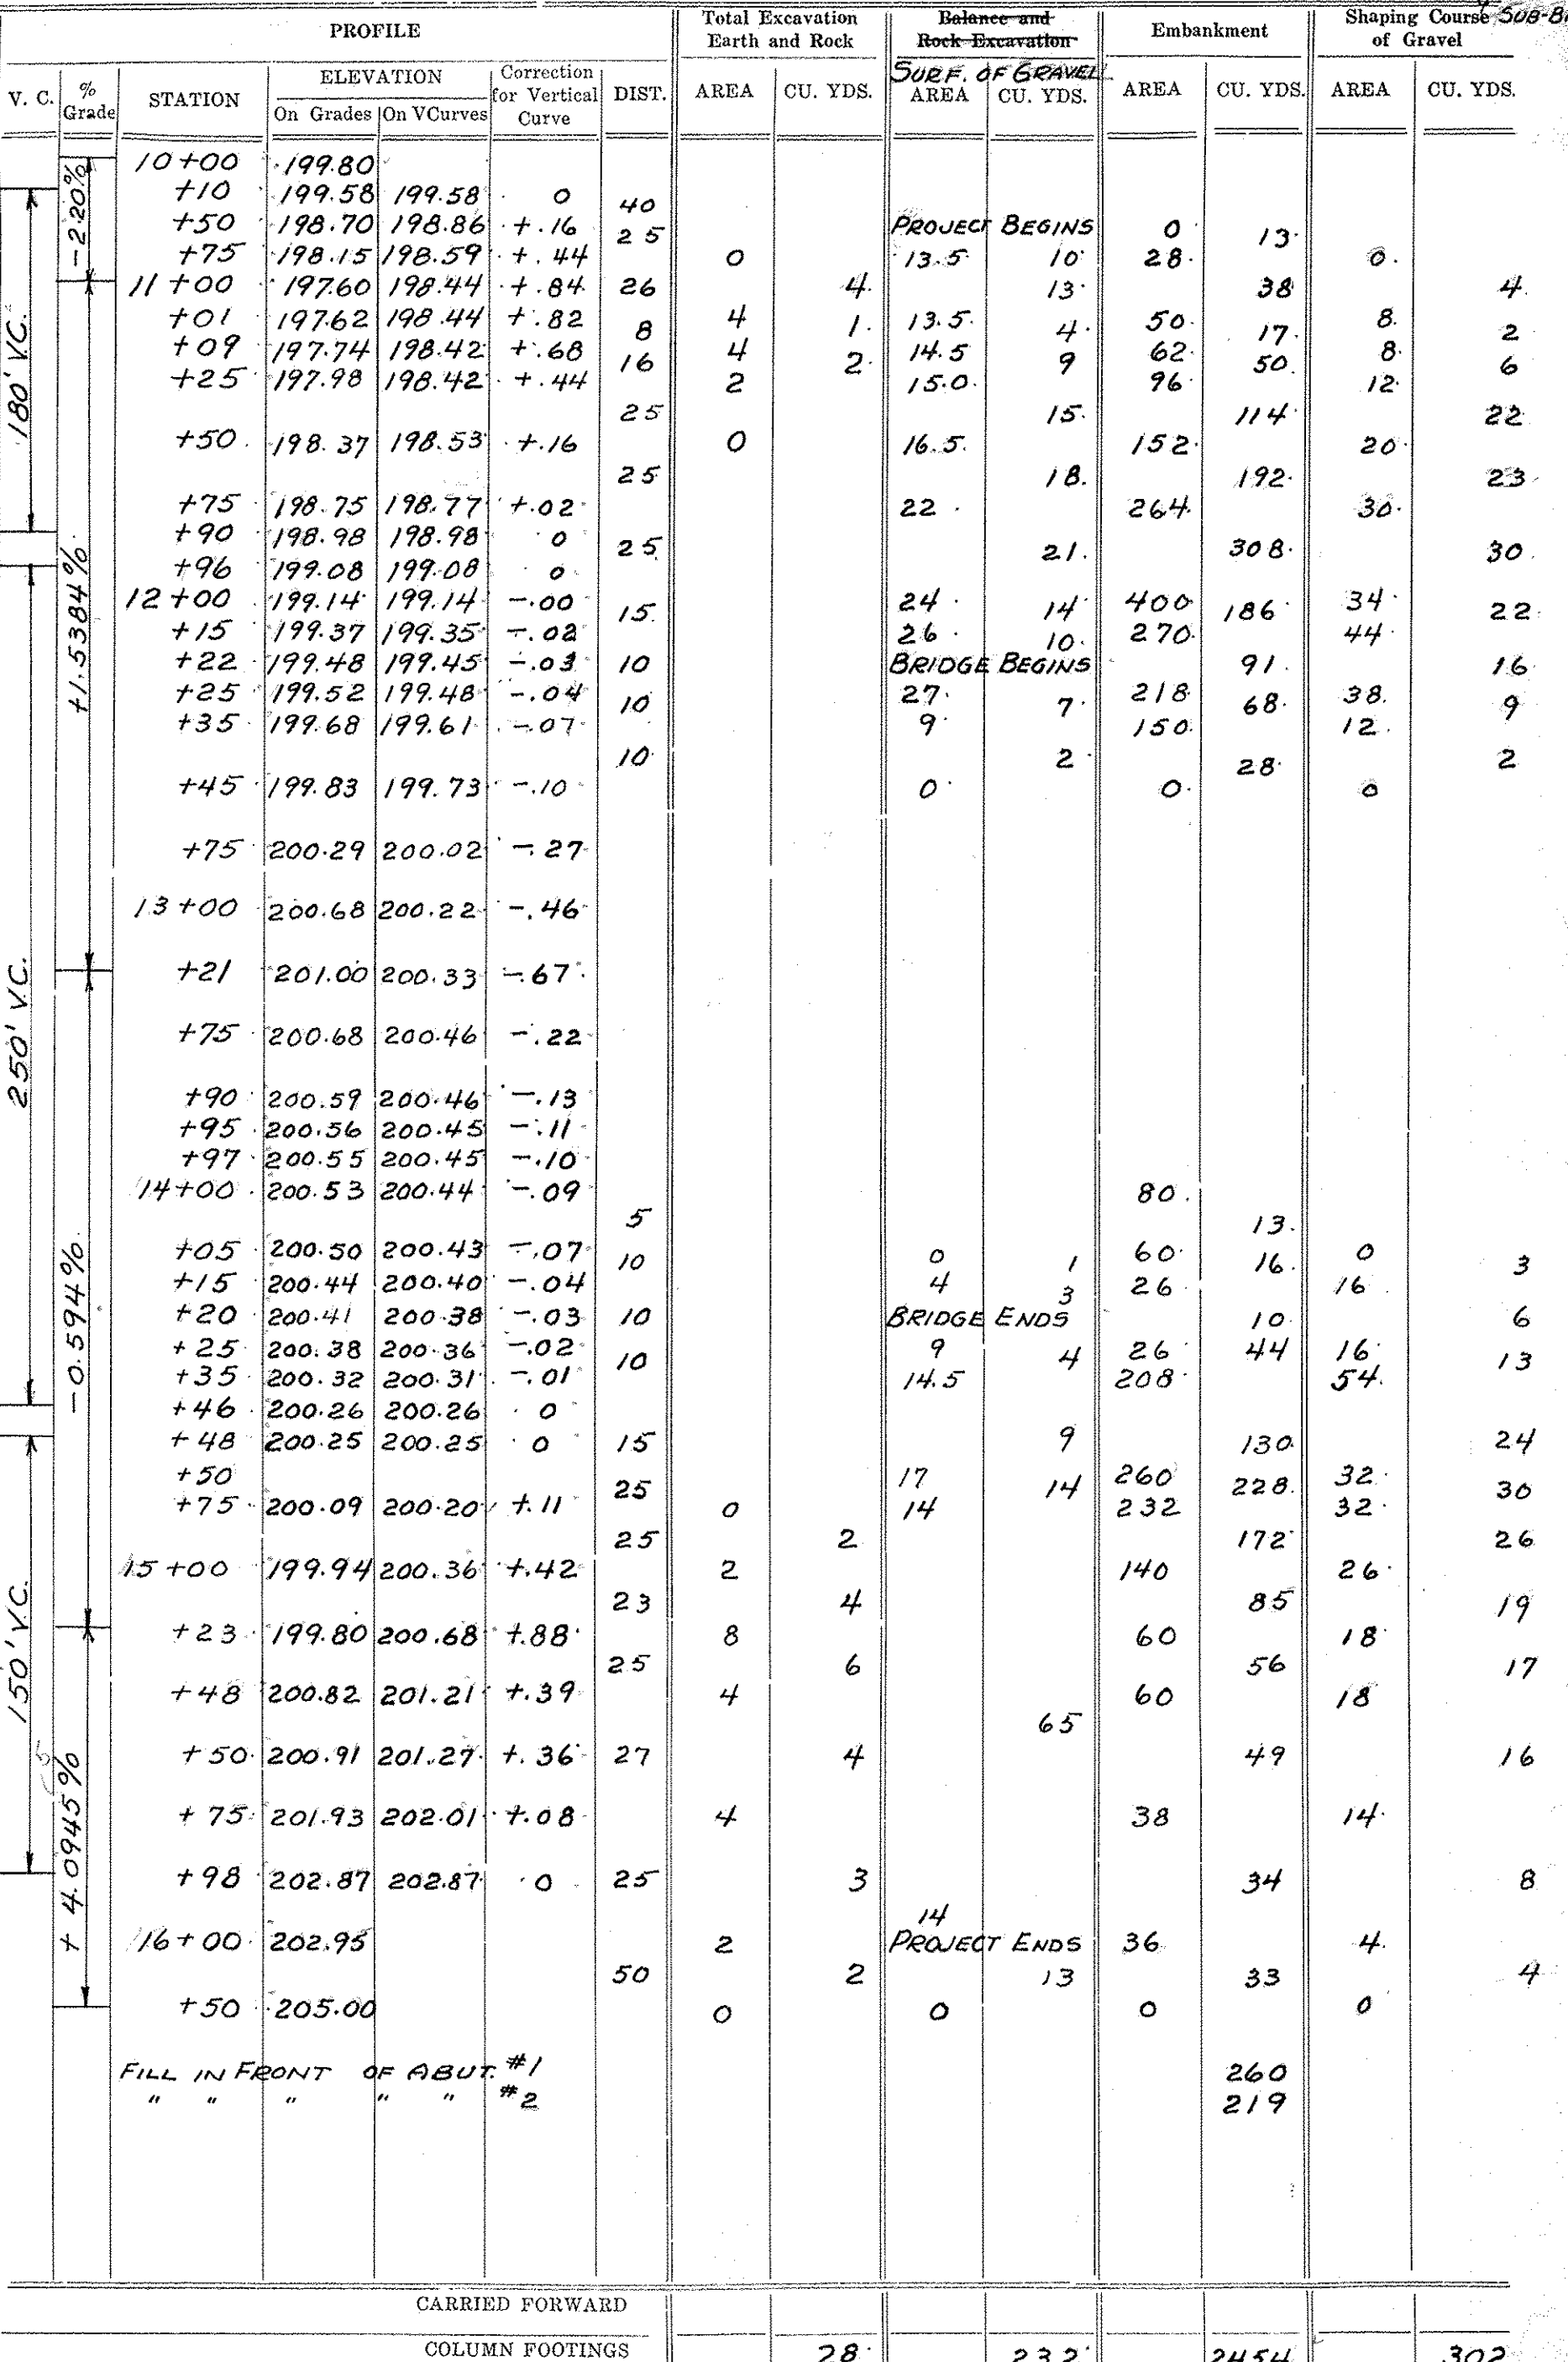 PROFILE Total Excavation Earth and Rock Balance and Rock Excavation Embankment Shaping Course SUB-B of Gravel
V. C. % Grade STATION ELEVATION On Grades On VCurves Correction for Vertical Curve DIST. AREA CU. YDS. SURF. OF GRAVEL AREA CU. YDS. AREA CU. YDS. AREA CU. YDS.
180' V.C.
250' V.C.
150' V.C.
-2.20%
+1.5384%
-0.594%
+4.0945%
10+00 199.80
+10 199.58 199.58 0
40
+50 198.70 198.86 +.16 PROJECT BEGINS 0
25 13
+75 198.15 198.59 +.44 0 13.5 10 28 0
11+00 197.60 198.44 +.84 26 4 13 38 4
+01 197.62 198.44 +.82 4 13.5 50 8
8 1 4 17 2
+09 197.74 198.42 +.68 4 14.5 62 8
16 2 9 50 6
+25 197.98 198.42 +.44 2 15.0 96 12
25 15 114 22
+50 198.37 198.53 +.16 0 16.5 152 20
25 18 192 23
+75 198.75 198.77 +.02 22 264 30
+90 198.98 198.98 0
25 21 308 30
+96 199.08 199.08 0
12+00 199.14 199.14 -.00 24 400 34
15 14 186 22
+15 199.37 199.35 -.02 26 10 270 44
+22 199.48 199.45 -.03 10 BRIDGE BEGINS 91 16
+25 199.52 199.48 -.04 27 218 38
10 7 68 9
+35 199.68 199.61 -.07 9 150 12
10 2 28 2
+45 199.83 199.73 -.10 0 0 0
+75 200.29 200.02 -.27
13+00 200.68 200.22 -.46
+21 201.00 200.33 -.67
+75 200.68 200.46 -.22
+90 200.59 200.46 -.13
+95 200.56 200.45 -.11
+97 200.55 200.45 -.10
14+00 200.53 200.44 -.09 80
5 13
+05 200.50 200.43 -.07 0 60 0
10 1 16 3
+15 200.44 200.40 -.04 4 3 26 16
+20 200.41 200.38 -.03 10 BRIDGE ENDS 10 6
+25 200.38 200.36 -.02 9 26 44 16
10 4 13
+35 200.32 200.31 -.01 14.5 208 54
+46 200.26 200.26 0
+48 200.25 200.25 0 15 9 130 24
+50 17 260 32
25 14 228 30
+75 200.09 200.20 +.11 0 14 232 32
25 2 172 26
15+00 199.94 200.36 +.42 2 140 26
23 4 85 19
+23 199.80 200.68 +.88 8 60 18
25 6 56 17
+48 200.82 201.21 +.39 4 60 18
65
+50 200.91 201.27 +.36 27 4 49 16
+75 201.93 202.01 +.08 4 38 14
+98 202.87 202.87 0 25 3 34 8
14
16+00 202.95 2 PROJECT ENDS 36 4
50 2 13 33 4
+50 205.00 0 0 0 0
FILL IN FRONT OF ABUT. #1 260
" " " " " #2 219
CARRIED FORWARD
COLUMN FOOTINGS 28 232 2454 302